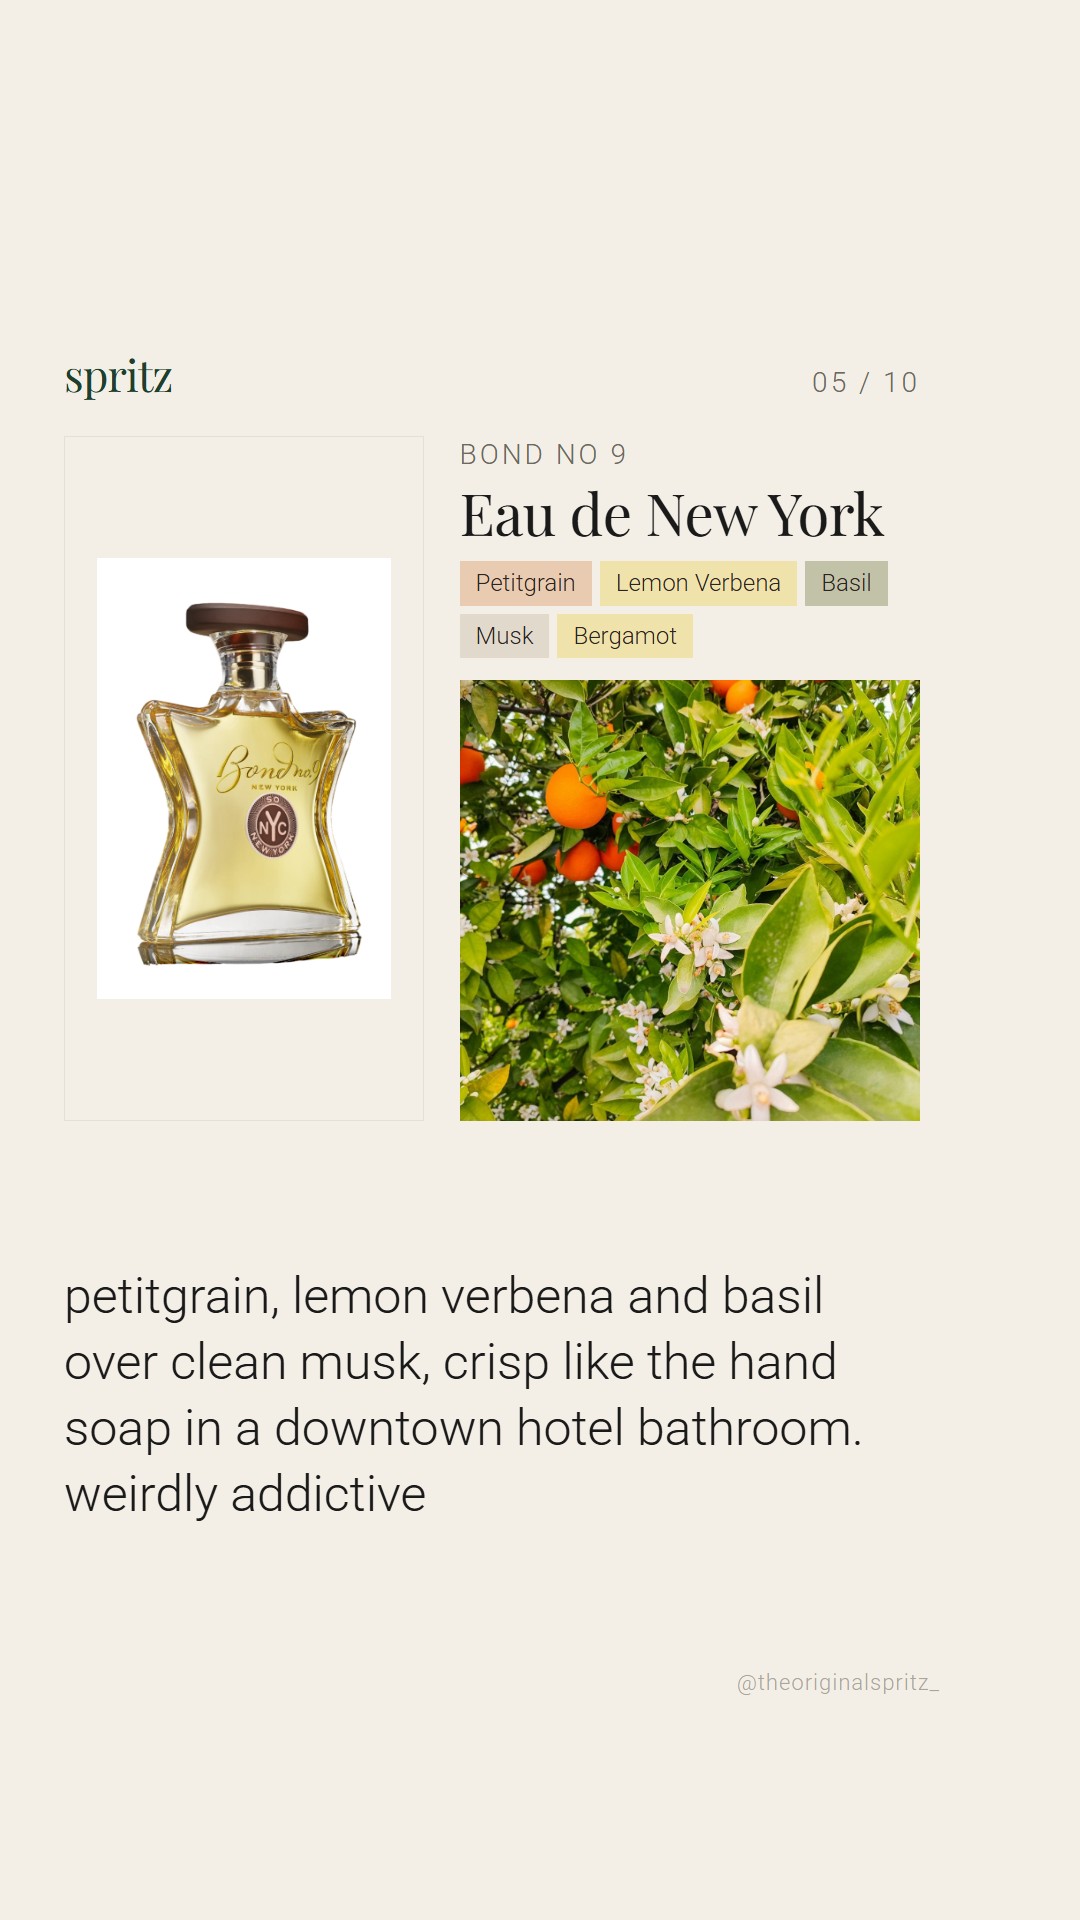 spritz
05 / 10
BOND NO 9
Eau de New York
Petitgrain
Lemon Verbena
Basil
Musk
Bergamot
Bond no.9
NEW YORK
SO
NYC
NEW YORK
petitgrain, lemon verbena and basil
over clean musk, crisp like the hand
soap in a downtown hotel bathroom.
weirdly addictive
@theoriginalspritz_